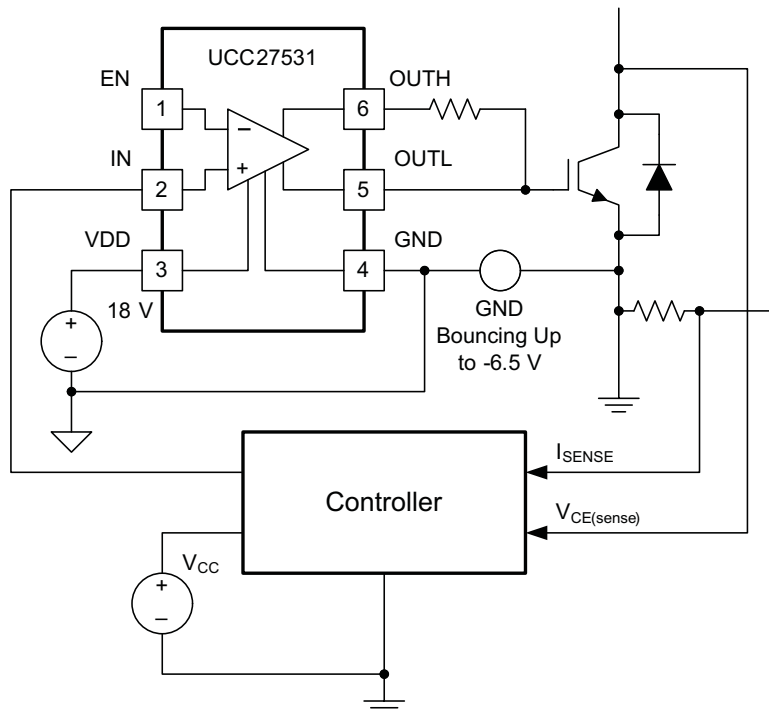 UCC27531
EN
OUTH
1
6
IN
OUTL
2
5
VDD
GND
3
4
18 V
GND
Bouncing Up
to -6.5 V
+
–
−
+
ISENSE
Controller
VCE(sense)
VCC
+
–